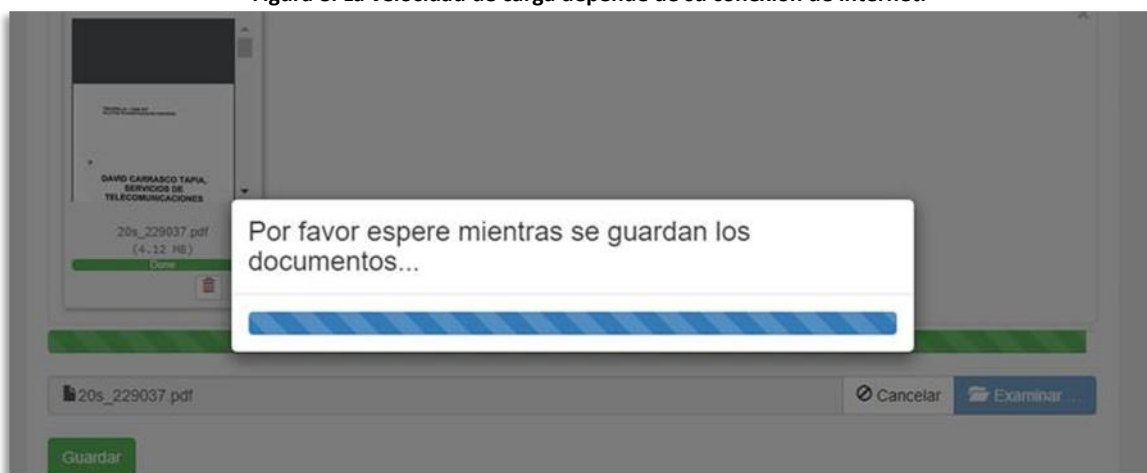 Figura 8. La velocidad de carga depende de su conexión de internet.
DAVID CARRASCO TAPIA,
SERVICIOS DE
TELECOMUNICACIONES
20s_229037.pdf
(4.12 MB)
Done
Por favor espere mientras se guardan los
documentos...
20s_229037.pdf
Cancelar
Examinar ...
Guardar